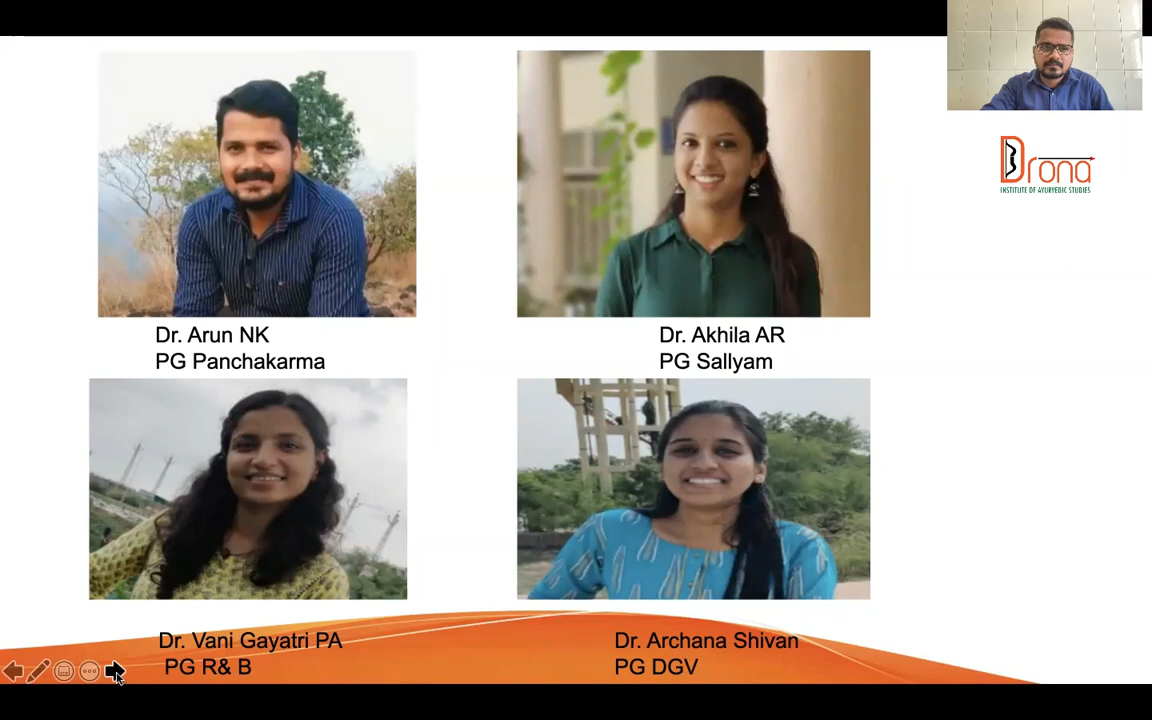 Drona
INSTITUTE OF AYURVEDIC STUDIES
Dr. Arun NK
PG Panchakarma
Dr. Akhila AR
PG Sallyam
Dr. Vani Gayatri PA
PG R& B
Dr. Archana Shivan
PG DGV